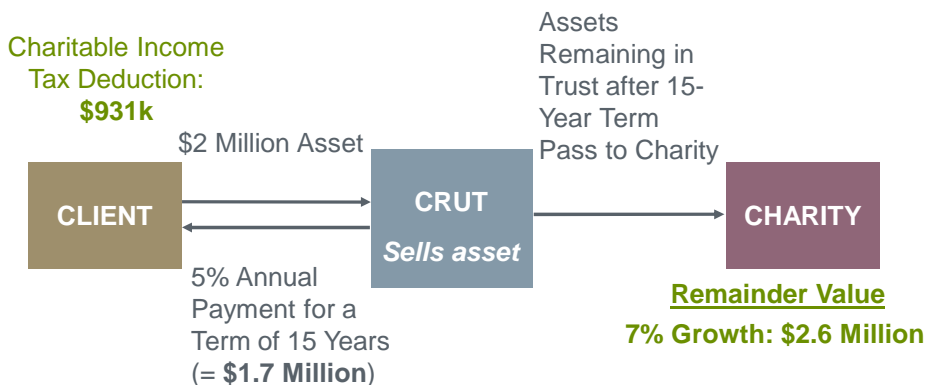 Charitable Income
Tax Deduction:
$931k
$2 Million Asset
Assets
Remaining in
Trust after 15-
Year Term
Pass to Charity
CLIENT
CRUT
Sells asset
CHARITY
5% Annual
Payment for a
Term of 15 Years
(= $1.7 Million)
Remainder Value
7% Growth: $2.6 Million